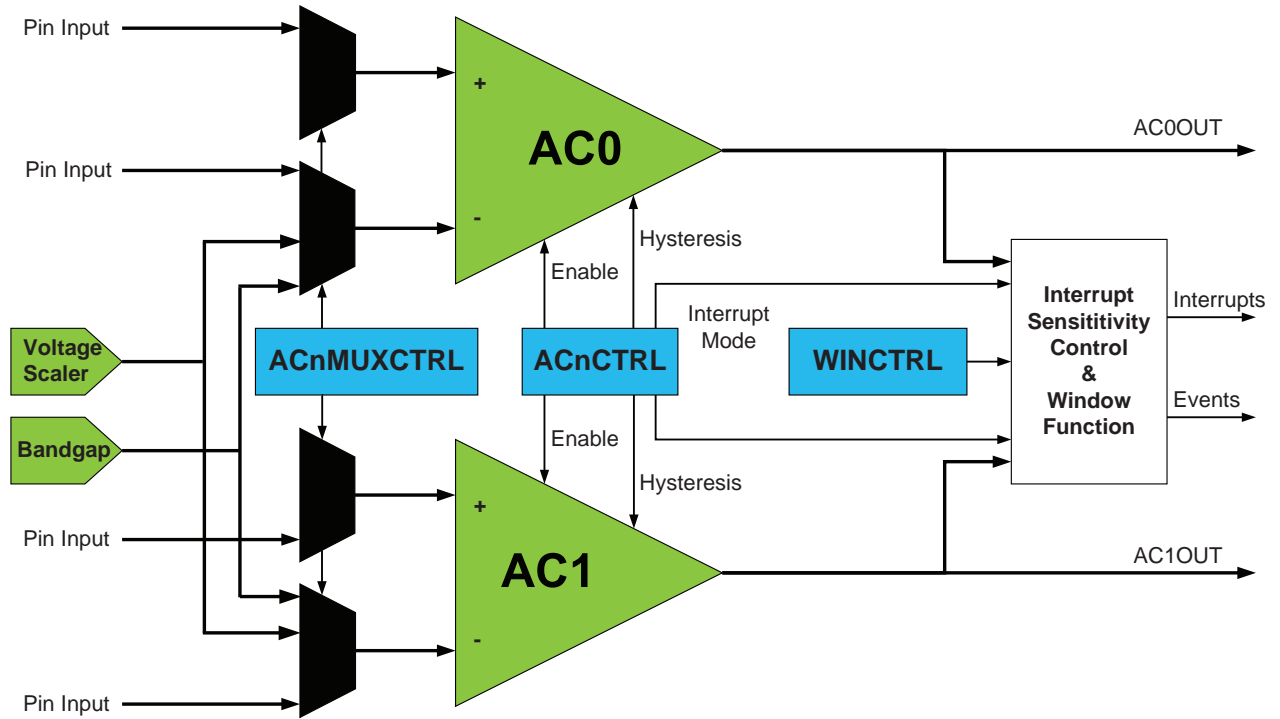 Pin Input
+
AC0
AC0OUT
Pin Input
-
Hysteresis
Enable
Interrupt
Mode
Interrupt
Sensititivity
Control
&
Window
Function
Interrupts
Events
Voltage
Scaler
ACnMUXCTRL
ACnCTRL
WINCTRL
Bandgap
Enable
Hysteresis
+
Pin Input
AC1
AC1OUT
-
Pin Input